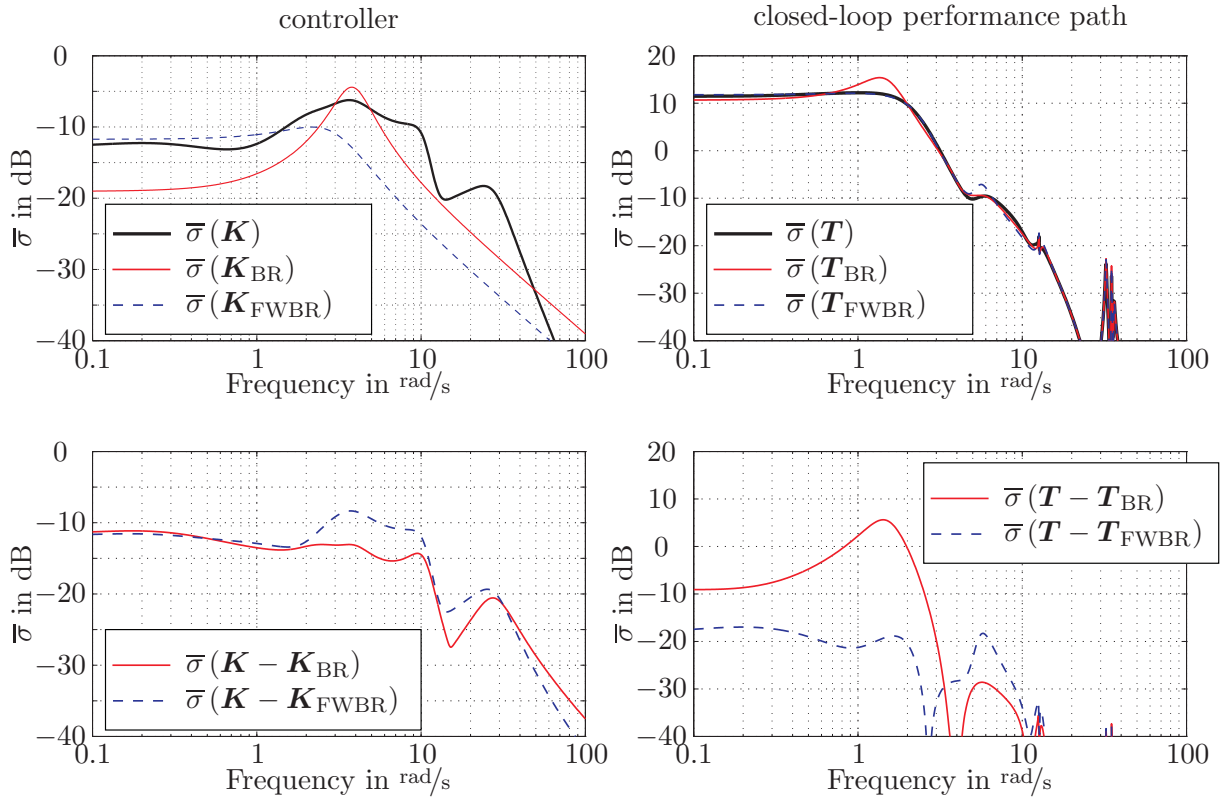 controller
closed-loop performance path
0
−10
−20
−30
−40
σ̅ in dB
σ̅ (K)
σ̅ (K_BR)
σ̅ (K_FWBR)
0.1 1 10 100
Frequency in rad/s
20
10
0
−10
−20
−30
−40
σ̅ in dB
σ̅ (T)
σ̅ (T_BR)
σ̅ (T_FWBR)
0.1 1 10 100
Frequency in rad/s
0
−10
−20
−30
−40
σ̅ in dB
σ̅ (K − K_BR)
σ̅ (K − K_FWBR)
0.1 1 10 100
Frequency in rad/s
20
10
0
−10
−20
−30
−40
σ̅ in dB
σ̅ (T − T_BR)
σ̅ (T − T_FWBR)
0.1 1 10 100
Frequency in rad/s